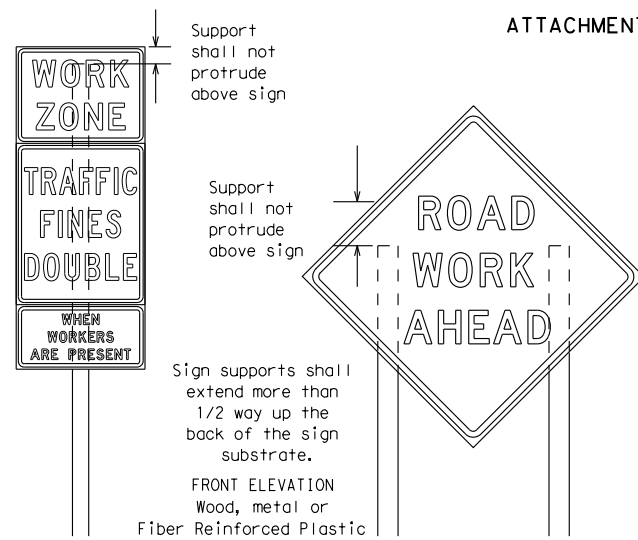 ATTACHMENT
Support
shall not
protrude
above sign
WORK
ZONE
TRAFFIC
FINES
DOUBLE
WHEN
WORKERS
ARE PRESENT
Support
shall not
protrude
above sign
ROAD
WORK
AHEAD
Sign supports shall
extend more than
1/2 way up the
back of the sign
substrate.
FRONT ELEVATION
Wood, metal or
Fiber Reinforced Plastic